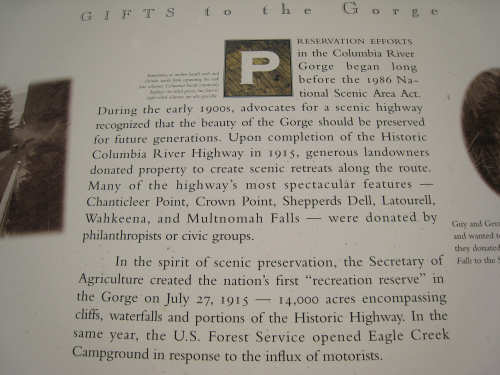 GIFTS to the Gorge
PRESERVATION EFFORTS
in the Columbia River
Gorge began long
before the 1986 Na-
tional Scenic Area Act.
During the early 1900s, advocates for a scenic highway
recognized that the beauty of the Gorge should be preserved
for future generations. Upon completion of the Historic
Columbia River Highway in 1915, generous landowners
donated property to create scenic retreats along the route.
Many of the highway's most spectacular features —
Chanticleer Point, Crown Point, Shepperds Dell, Latourell,
Wahkeena, and Multnomah Falls — were donated by
philanthropists or civic groups.
In the spirit of scenic preservation, the Secretary of
Agriculture created the nation's first “recreation reserve” in
the Gorge on July 27, 1915 — 14,000 acres encompassing
cliffs, waterfalls and portions of the Historic Highway. In the
same year, the U.S. Forest Service opened Eagle Creek
Campground in response to the influx of motorists.
Guy and
and wanted
they donated
Falls to the